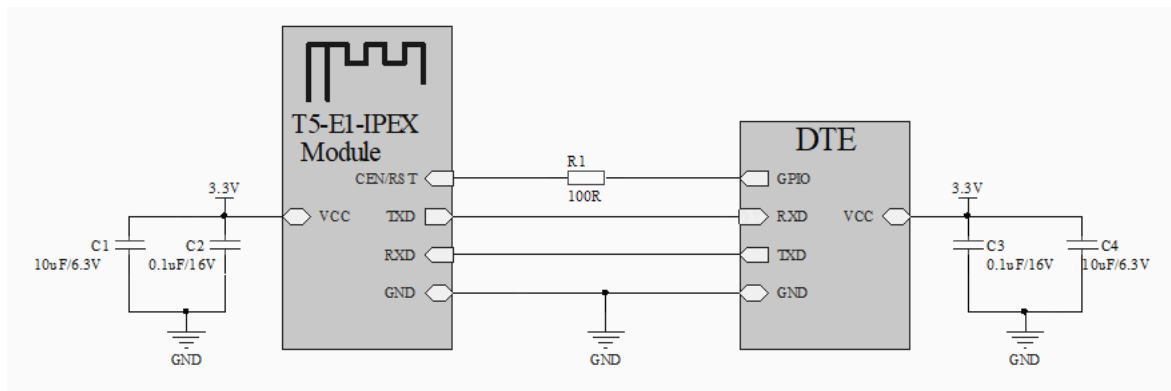 T5-E1-IPEX
Module
CEN/RST
TXD
RXD
GND
VCC
3.3V
C1
10uF/6.3V
C2
0.1uF/16V
GND
R1
100R
GND
DTE
GPIO
RXD
TXD
GND
VCC
3.3V
C3
0.1uF/16V
C4
10uF/6.3V
GND